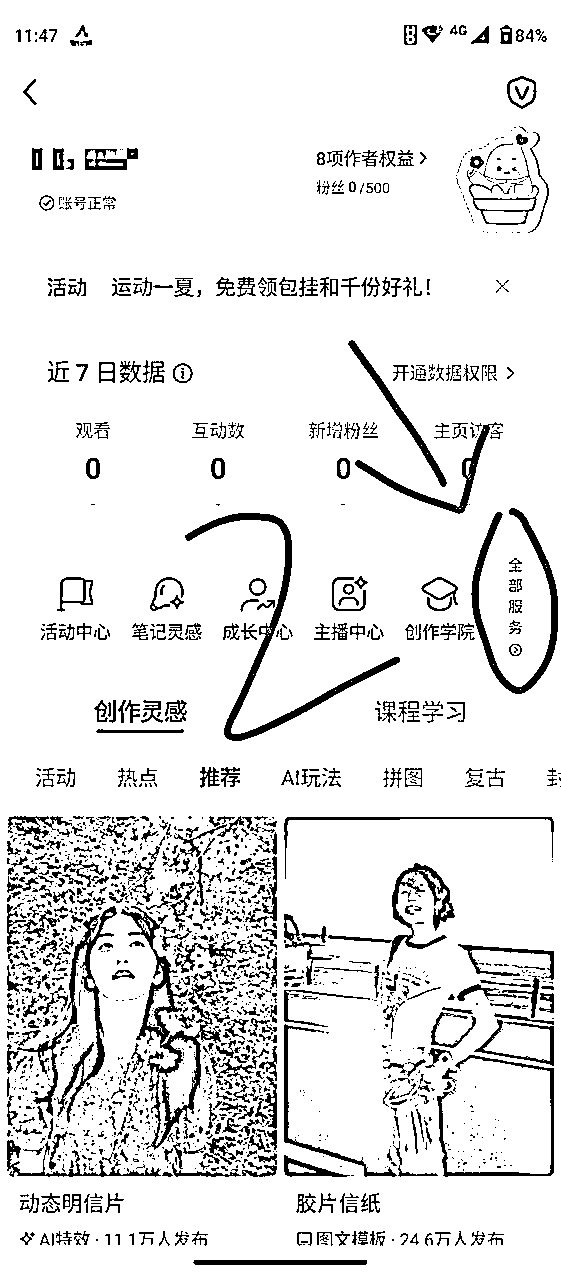 11:47 4G 84%
8项作者权益 >
粉丝 0/500
账号正常
活动 运动一夏，免费领包挂和千份好礼！ ×
近 7 日数据 开通数据权限 >
观看 互动数 新增粉丝 主页访客
0 0 0 0
- - -
2
全部服务
活动中心 笔记灵感 成长中心 主播中心 创作学院
创作灵感 课程学习
活动 热点 推荐 AI玩法 拼图 复古 封
动态明信片 胶片信纸
AI特效 · 11.1万人发布 图文模板 · 24.6万人发布